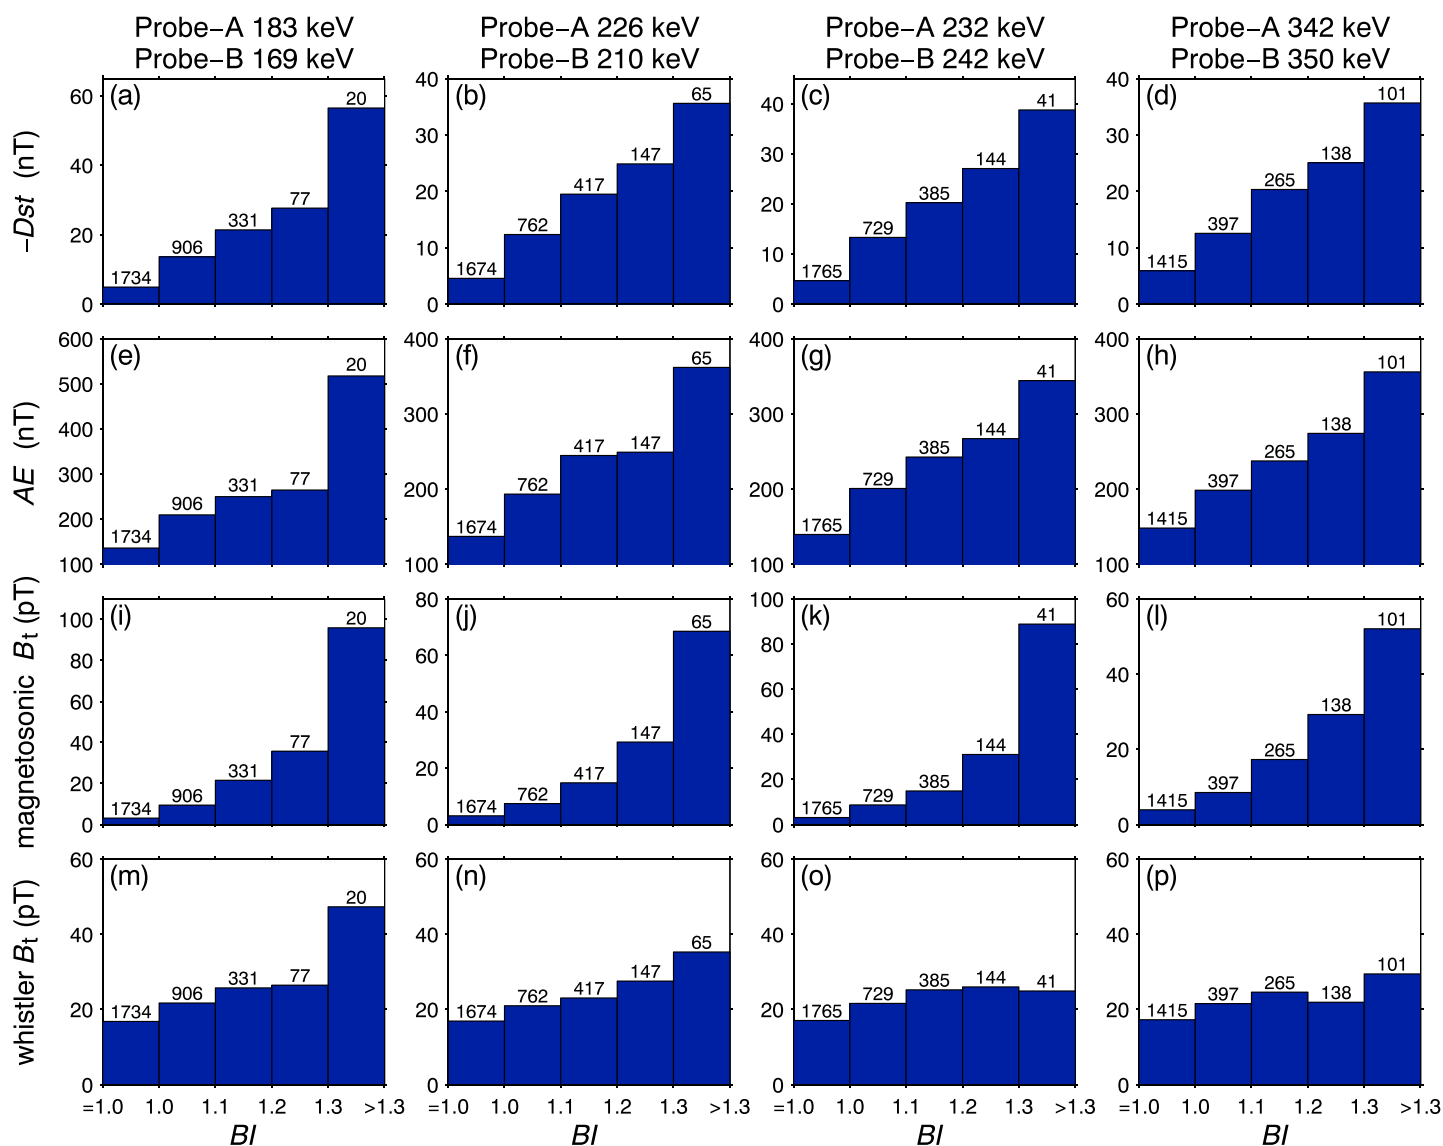 Probe−A 183 keV Probe−A 226 keV Probe−A 232 keV Probe−A 342 keV
Probe−B 169 keV Probe−B 210 keV Probe−B 242 keV Probe−B 350 keV
−Dst (nT)
(a)
60
40
20
0
1734 906 331 77 20
(b)
40
30
20
10
0
1674 762 417 147 65
(c)
40
30
20
10
0
1765 729 385 144 41
(d)
40
30
20
10
0
1415 397 265 138 101
AE (nT)
(e)
600
500
400
300
200
100
1734 906 331 77 20
(f)
400
300
200
100
1674 762 417 147 65
(g)
400
300
200
100
1765 729 385 144 41
(h)
400
300
200
100
1415 397 265 138 101
magnetosonic Bt (pT)
(i)
100
80
60
40
20
0
1734 906 331 77 20
(j)
80
60
40
20
0
1674 762 417 147 65
(k)
100
80
60
40
20
0
1765 729 385 144 41
(l)
60
40
20
0
1415 397 265 138 101
whistler Bt (pT)
(m)
60
40
20
0
1734 906 331 77 20
=1.0 1.0 1.1 1.2 1.3 >1.3
BI
(n)
60
40
20
0
1674 762 417 147 65
=1.0 1.0 1.1 1.2 1.3 >1.3
BI
(o)
60
40
20
0
1765 729 385 144 41
=1.0 1.0 1.1 1.2 1.3 >1.3
BI
(p)
60
40
20
0
1415 397 265 138 101
=1.0 1.0 1.1 1.2 1.3 >1.3
BI